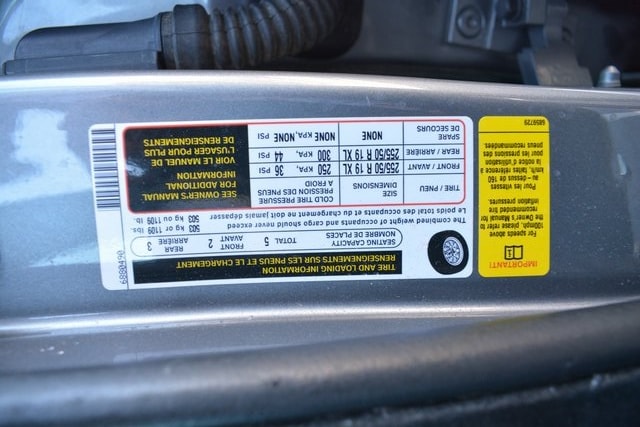 TIRE AND LOADING INFORMATION
RENSEIGNEMENTS SUR LES PNEUS ET LE CHARGEMENT
SEATING CAPACITY
NOMBRE DE PLACES
TOTAL 5
FRONT
AVANT 2
REAR
ARRIÈRE 3
The combined weight of occupants and cargo should never exceed 503 kg or 1109 lbs.
Le poids total des occupants et du chargement ne doit jamais dépasser 503 kg ou 1109 lb.
TIRE / PNEU
SIZE
DIMENSIONS
COLD TIRE PRESSURE
PRESSION DES PNEUS
A FROID
FRONT / AVANT 255/50 R 19 XL 250 KPA, 36 PSI
REAR / ARRIÈRE 255/50 R 19 XL 300 KPA, 44 PSI
SPARE
DE SECOURS
NONE NONE KPA, NONE PSI
SEE OWNER'S MANUAL
FOR ADDITIONAL
INFORMATION
VOIR LE MANUEL DE
L'USAGER POUR PLUS
DE RENSEIGNEMENTS
6880490
IMPORTANT!
For speeds above
100mph, please refer to
the Owner's Manual for
recommended tire
inflation pressures.
Pour les vitesses
au-dessus de 160
km/h, faites référence à
la notice d'utilisation
pour les pressions des
pneus recommandées.
6859729